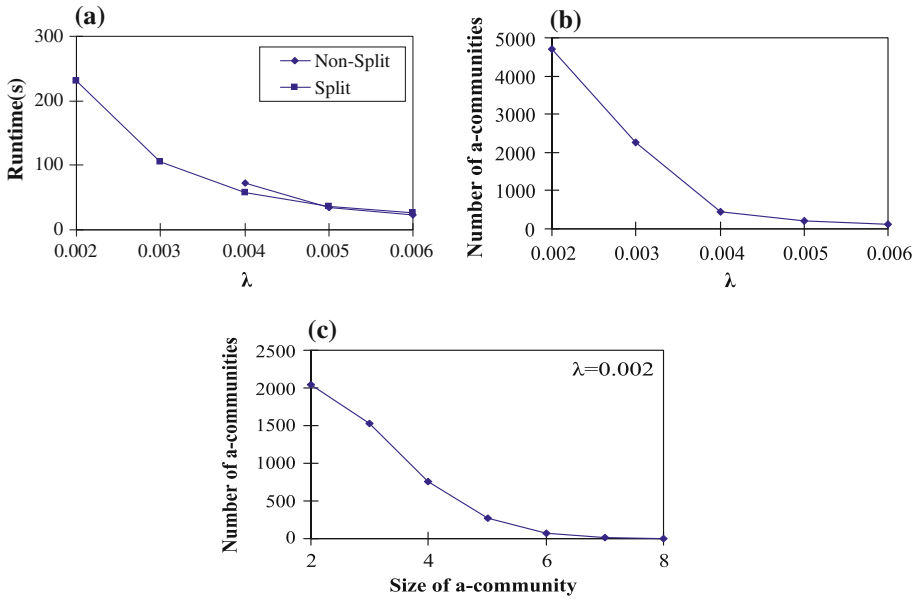 (a)
300
200
100
0
Runtime(s)
Non-Split
Split
0.002 0.003 0.004 0.005 0.006
λ
(b)
5000
4000
3000
2000
1000
0
Number of a-communities
0.002 0.003 0.004 0.005 0.006
λ
(c)
2500
2000
1500
1000
500
0
Number of a-communities
λ=0.002
2 4 6 8
Size of a-community